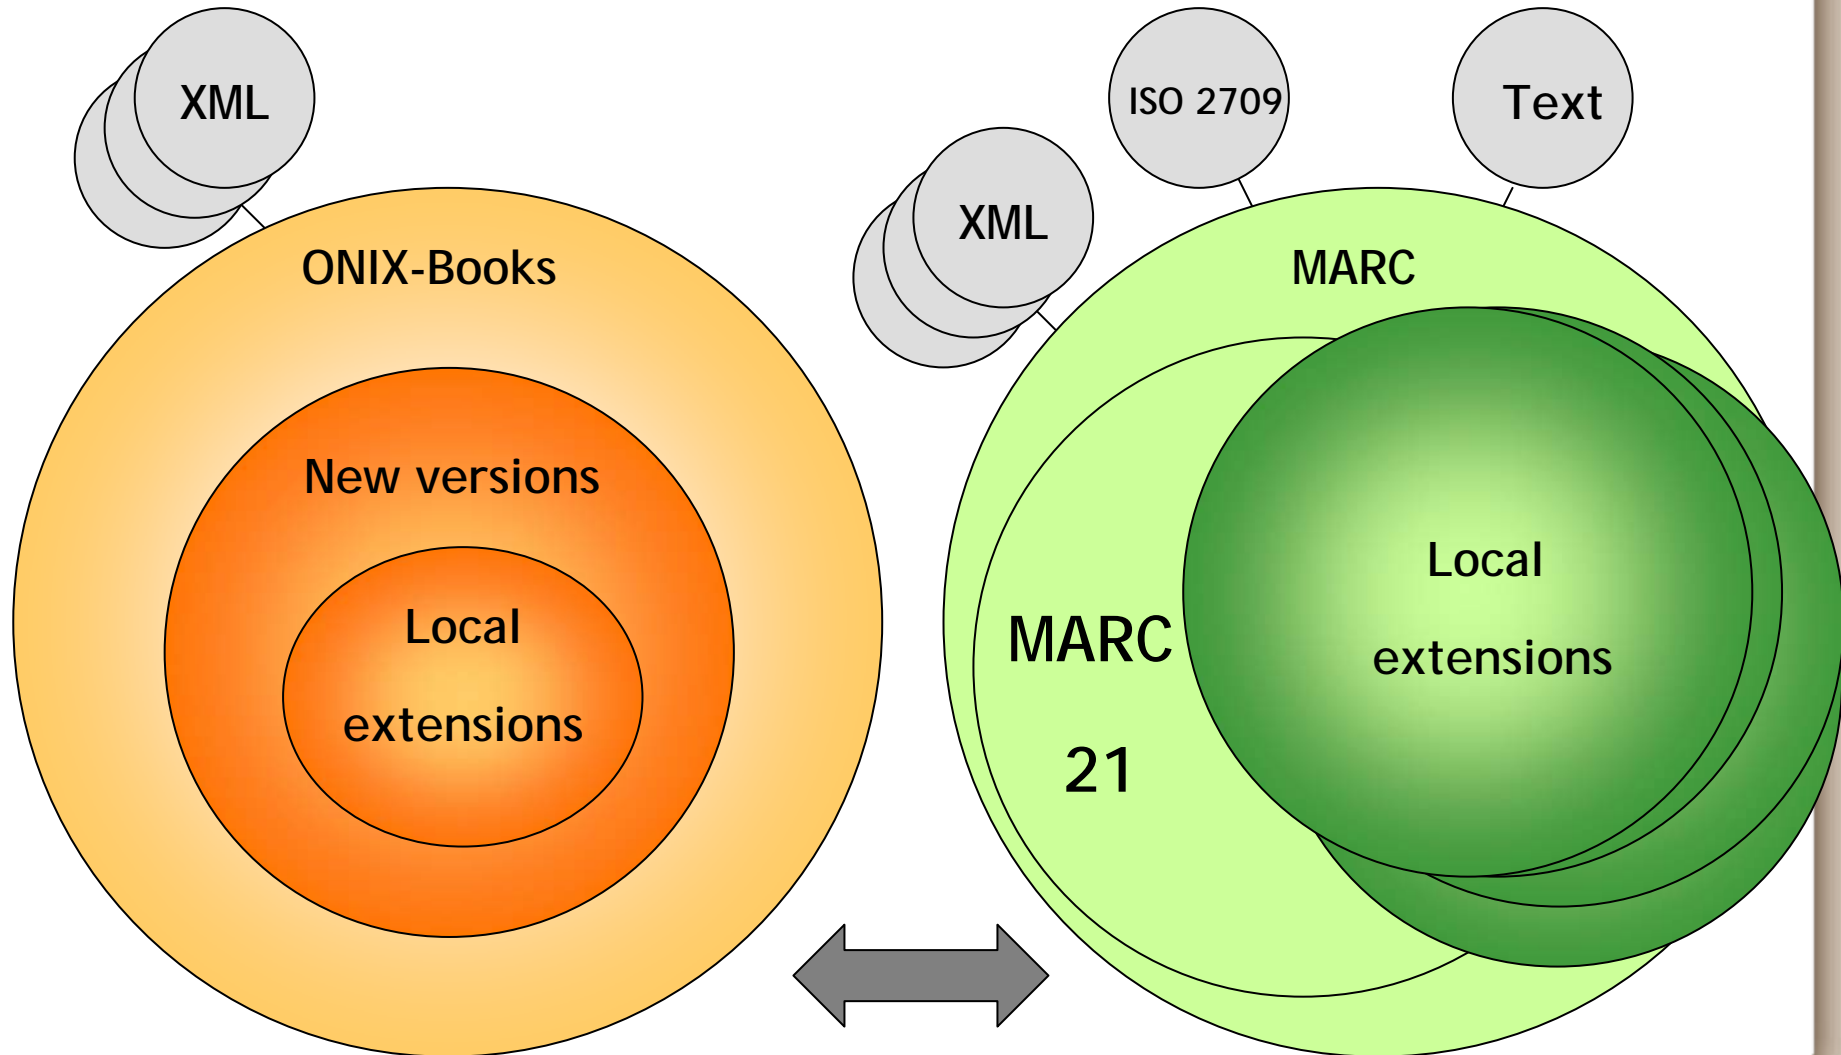 XML
ONIX-Books
New versions
Local
extensions
XML
ISO 2709
Text
MARC
MARC
21
Local
extensions